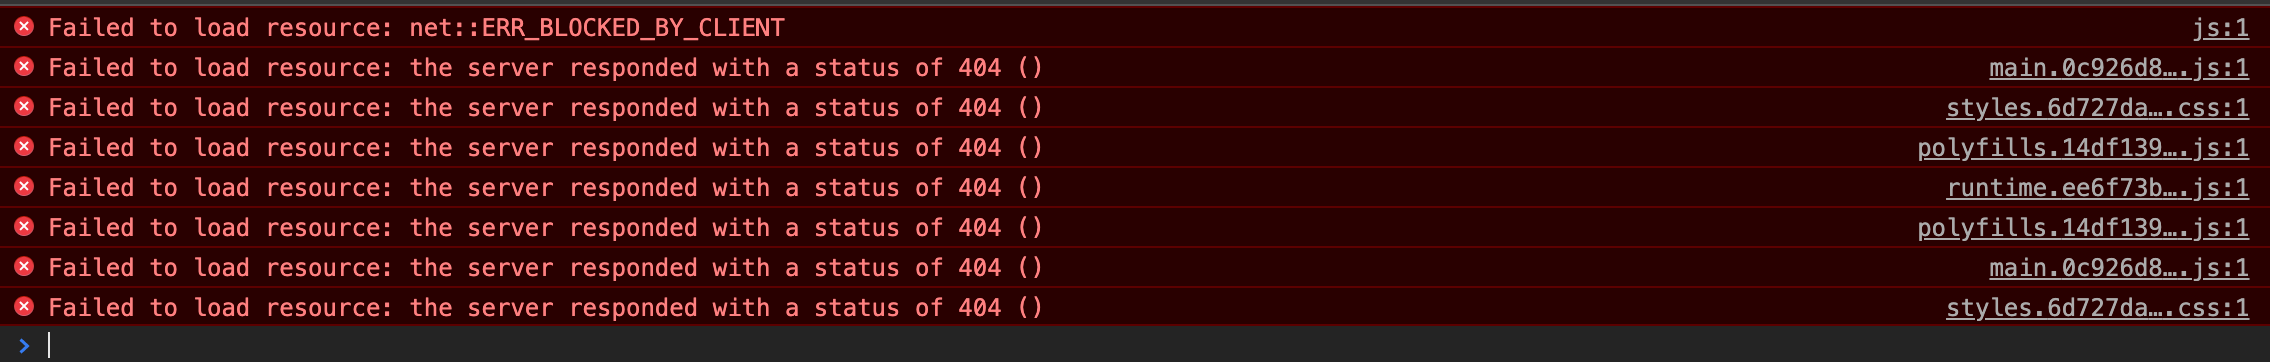 Failed to load resource: net::ERR_BLOCKED_BY_CLIENT js:1
Failed to load resource: the server responded with a status of 404 () main.0c926d8….js:1
Failed to load resource: the server responded with a status of 404 () styles.6d727da….css:1
Failed to load resource: the server responded with a status of 404 () polyfills.14df139….js:1
Failed to load resource: the server responded with a status of 404 () runtime.ee6f73b….js:1
Failed to load resource: the server responded with a status of 404 () polyfills.14df139….js:1
Failed to load resource: the server responded with a status of 404 () main.0c926d8….js:1
Failed to load resource: the server responded with a status of 404 () styles.6d727da….css:1